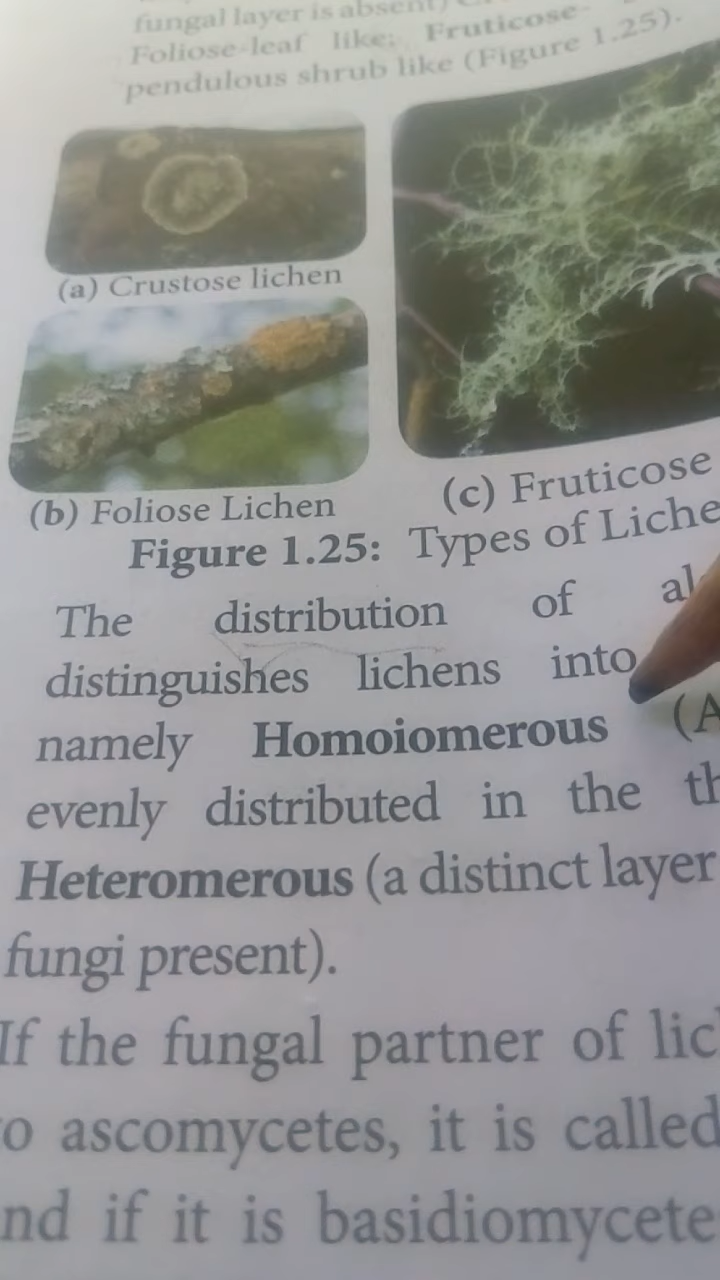 fungal layer is absent)
Foliose-leaf like; Fruticose-
pendulous shrub like (Figure 1.25).
(a) Crustose lichen
(b) Foliose Lichen
(c) Fruticose
Figure 1.25: Types of Liche
The distribution of al
distinguishes lichens into
namely Homoiomerous (A
evenly distributed in the th
Heteromerous (a distinct layer
fungi present).
If the fungal partner of lic
o ascomycetes, it is called
nd if it is basidiomycete